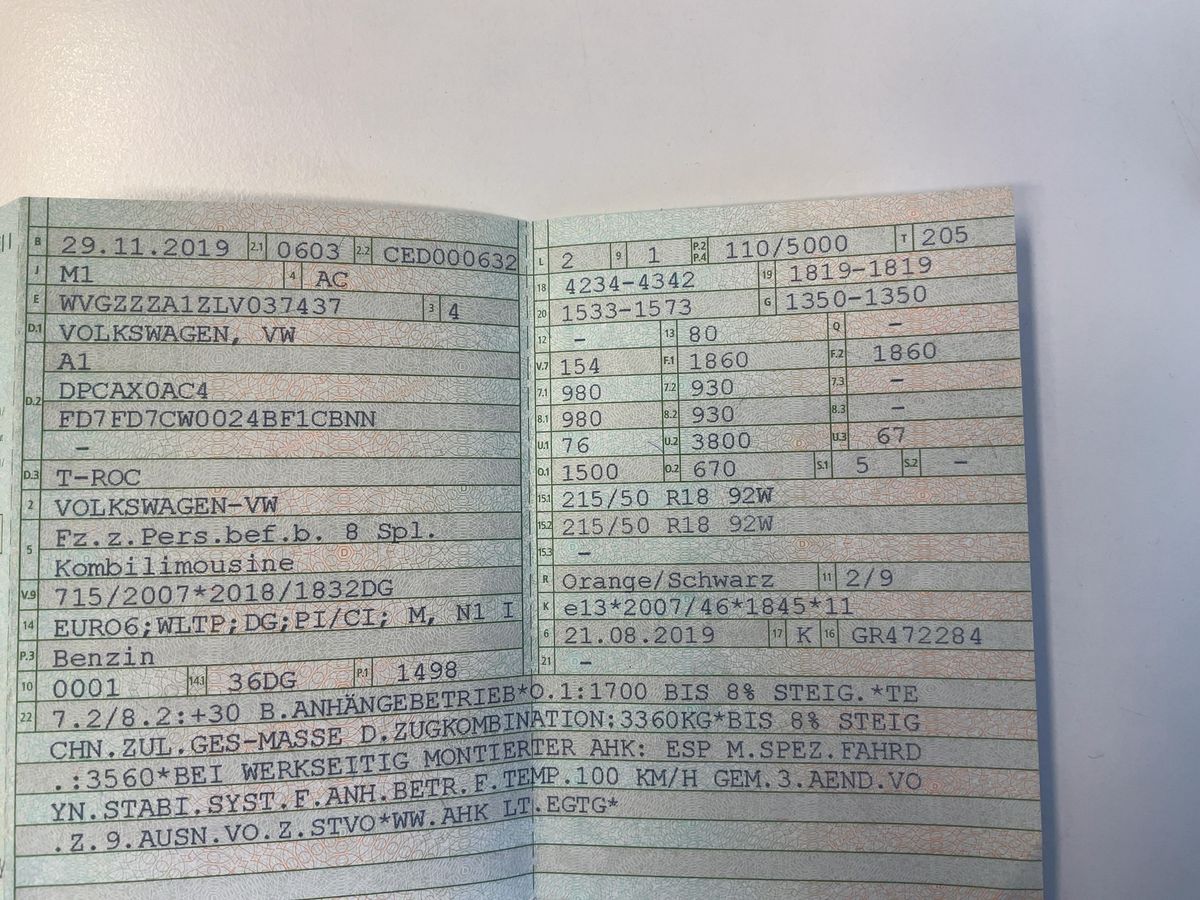 B 29.11.2019 2.1 0603 2.2 CED000632
J M1 4 AC
E WVGZZZA1ZLV037437 3 4
D.1 VOLKSWAGEN, VW
D.2 A1
DPCAX0AC4
FD7FD7CW0024BF1CBNN
–
D.3 T-ROC
2 VOLKSWAGEN-VW
5 Fz.z.Pers.bef.b. 8 Spl.
Kombilimousine
V.9 715/2007*2018/1832DG
14 EURO6;WLTP;DG;PI/CI; M, N1 I
P.3 Benzin
10 0001 14.1 36DG P.1 1498
L 2 9 1 P.2 P.4 110/5000 T 205
18 4234-4342 19 1819-1819
20 1533-1573 G 1350-1350
12 – 13 80 Q –
V.7 154 F.1 1860 F.2 1860
7.1 980 7.2 930 7.3 –
8.1 980 8.2 930 8.3 –
U.1 76 U.2 3800 U.3 67
O.1 1500 O.2 670 S.1 5 S.2 –
15.1 215/50 R18 92W
15.2 215/50 R18 92W
15.3 –
R Orange/Schwarz 11 2/9
K e13*2007/46*1845*11
6 21.08.2019 17 K 16 GR472284
21 –
22 7.2/8.2:+30 B.ANHÄNGEBETRIEB*O.1:1700 BIS 8% STEIG.*TE
CHN.ZUL.GES-MASSE D.ZUGKOMBINATION:3360KG*BIS 8% STEIG
.:3560*BEI WERKSEITIG MONTIERTER AHK: ESP M.SPEZ.FAHRD
YN.STABI.SYST.F.ANH.BETR.F.TEMP.100 KM/H GEM.3.AEND.VO
.Z.9.AUSN.VO.Z.STVO*WW.AHK LT.EGTG*